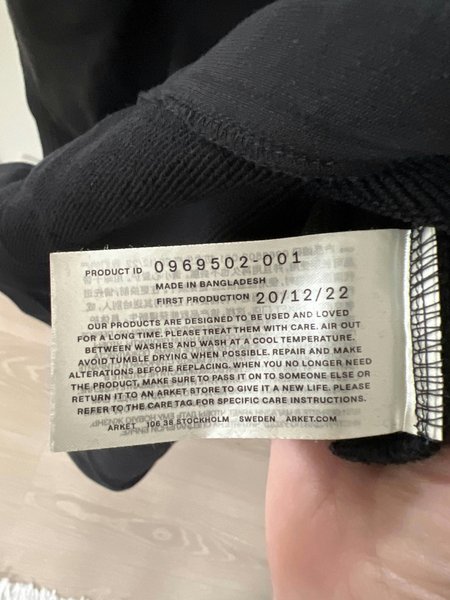 PRODUCT ID 0969502-001
MADE IN BANGLADESH
FIRST PRODUCTION 20/12/22
OUR PRODUCTS ARE DESIGNED TO BE USED AND LOVED
FOR A LONG TIME. PLEASE TREAT THEM WITH CARE. AIR OUT
BETWEEN WASHES AND WASH AT A COOL TEMPERATURE.
AVOID TUMBLE DRYING WHEN POSSIBLE. REPAIR AND MAKE
ALTERATIONS BEFORE REPLACING. WHEN YOU NO LONGER NEED
THE PRODUCT, MAKE SURE TO PASS IT ON TO SOMEONE ELSE OR
RETURN IT TO AN ARKET STORE TO GIVE IT A NEW LIFE. PLEASE
REFER TO THE CARE TAG FOR SPECIFIC CARE INSTRUCTIONS.
ARKET 106 38 STOCKHOLM SWEDEN ARKET.COM